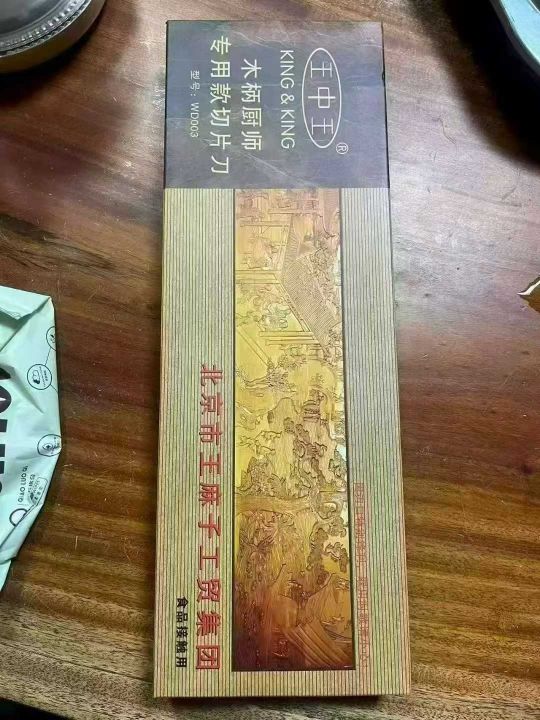 王中王
®
KING & KING
木柄厨师
专用款切片刀
型号：WD003
北京市王麻子工贸集团
食品接触用